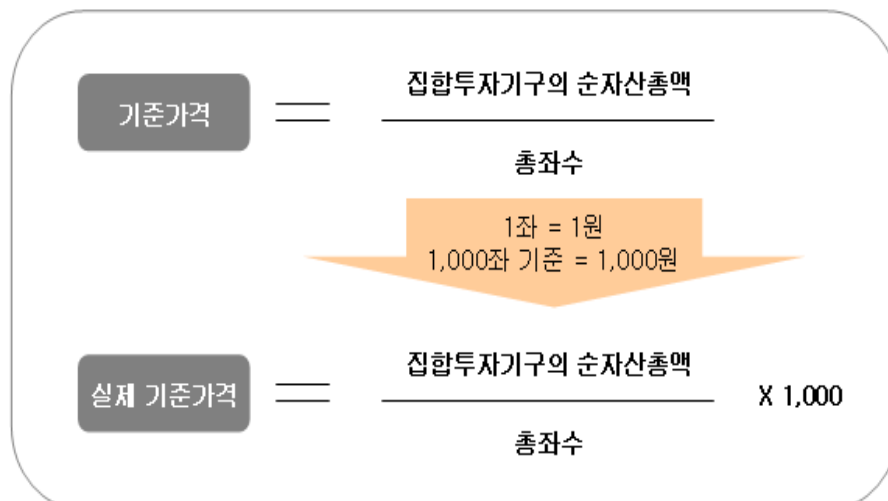 기준가격
집합투자기구의 순자산총액
총좌수
1좌 = 1원
1,000좌 기준 = 1,000원
실제 기준가격
집합투자기구의 순자산총액
총좌수
X 1,000